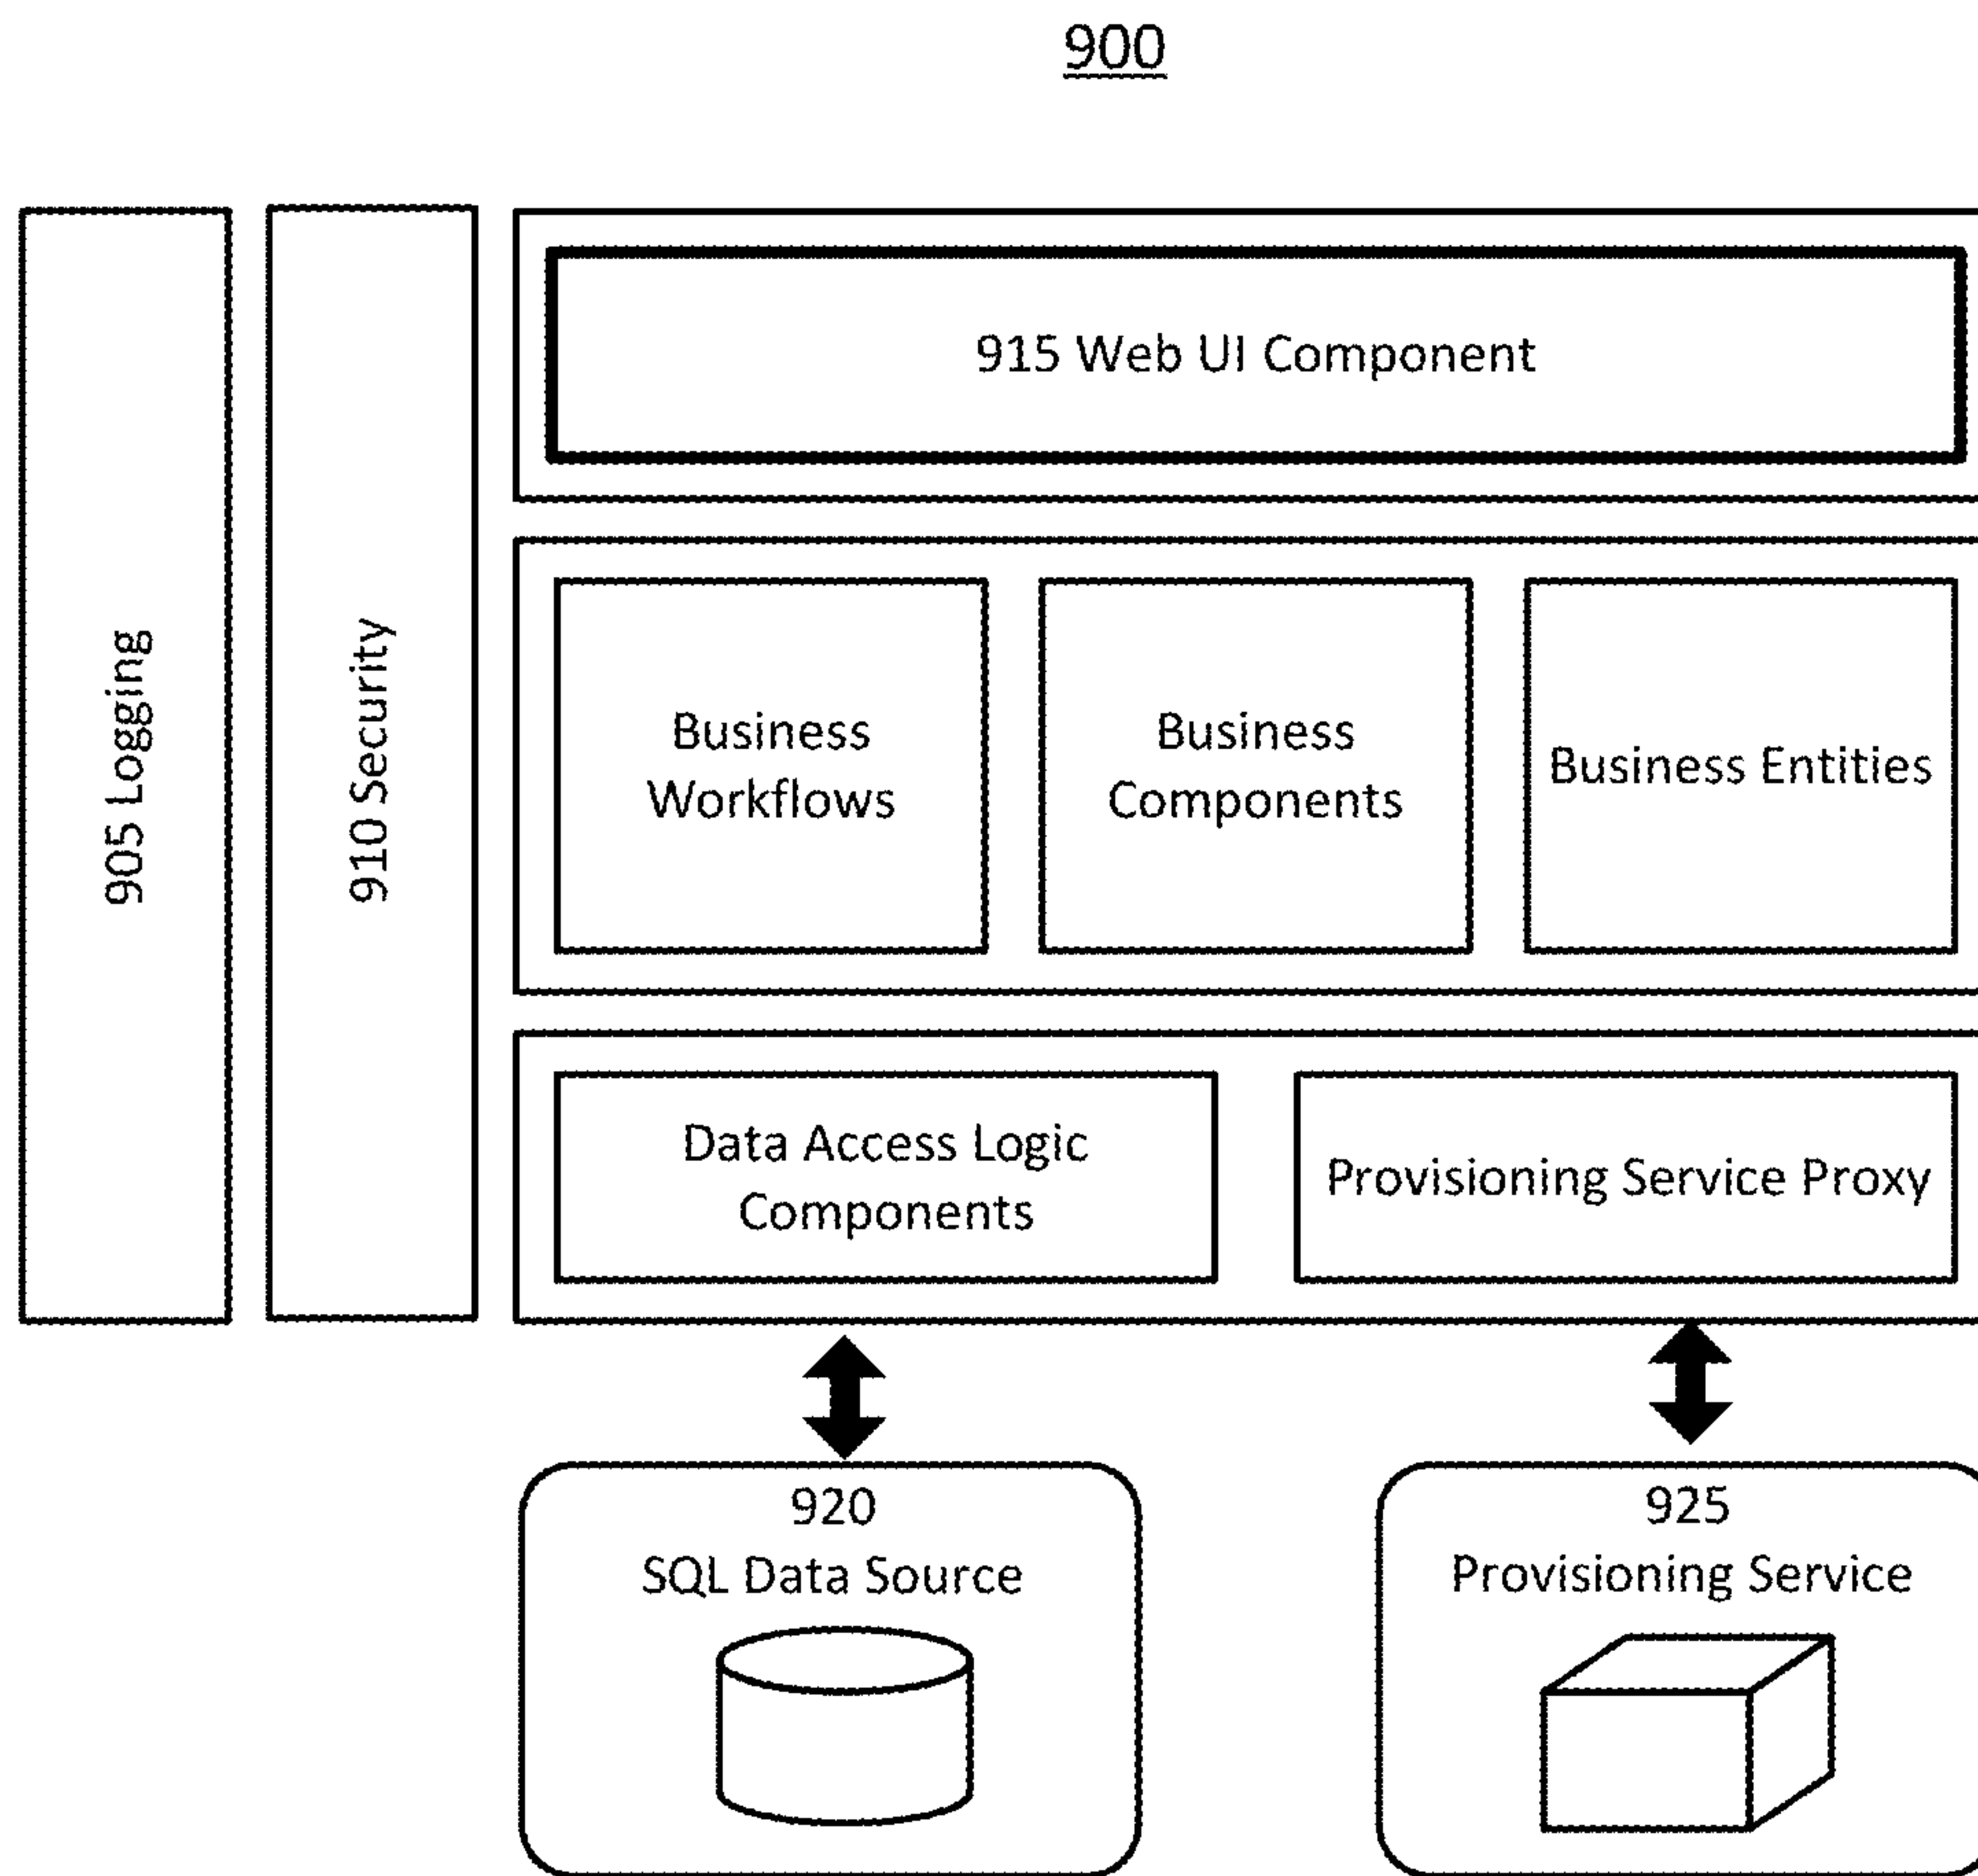 900
905 Logging
910 Security
915 Web UI Component
Business
Workflows
Business
Components
Business Entities
Data Access Logic
Components
Provisioning Service Proxy
920
SQL Data Source
925
Provisioning Service